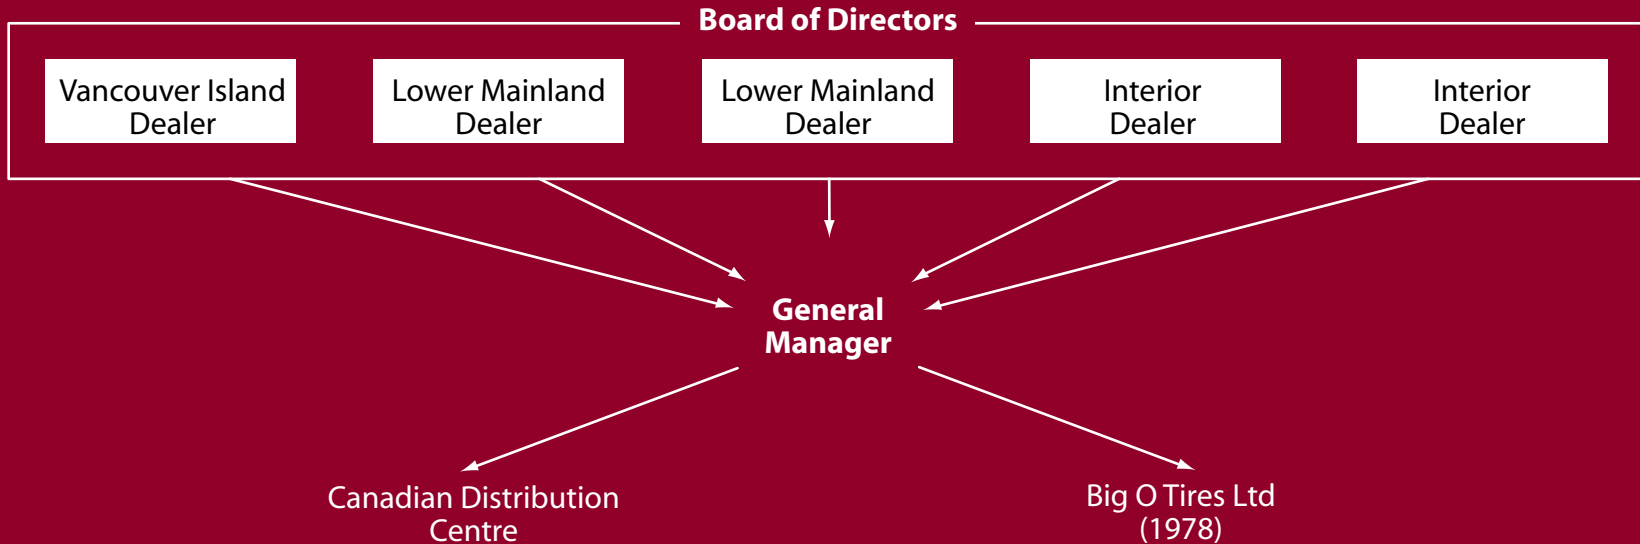 Board of Directors
Vancouver Island
Dealer
Lower Mainland
Dealer
Lower Mainland
Dealer
Interior
Dealer
Interior
Dealer
General
Manager
Canadian Distribution
Centre
Big O Tires Ltd
(1978)